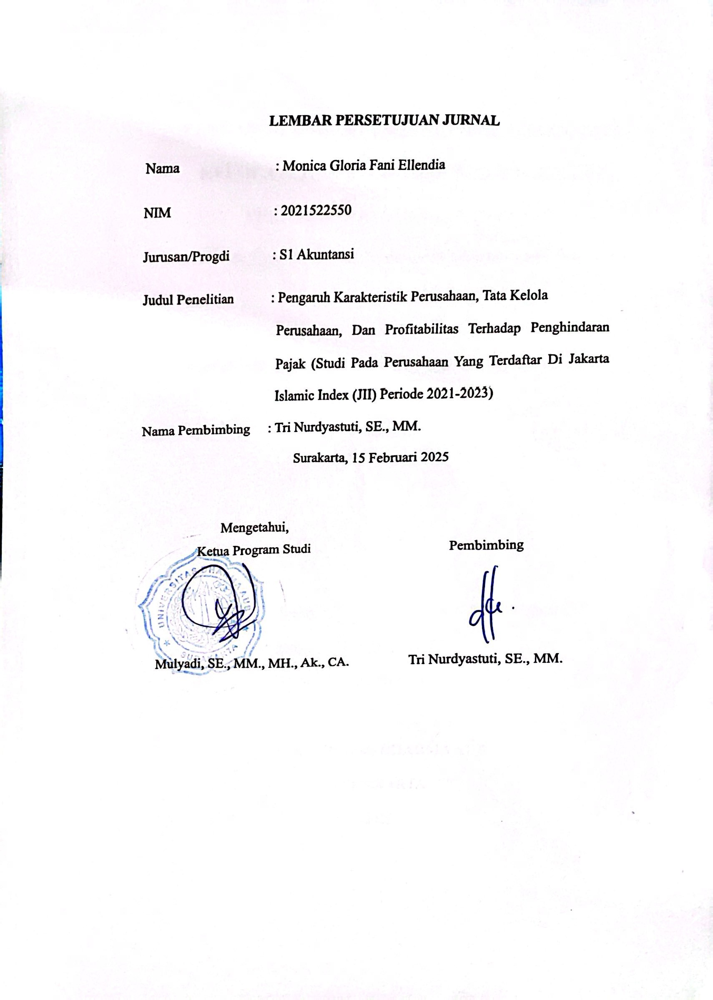 LEMBAR PERSETUJUAN JURNAL
Nama : Monica Gloria Fani Ellendia
NIM : 2021522550
Jurusan/Progdi : S1 Akuntansi
Judul Penelitian : Pengaruh Karakteristik Perusahaan, Tata Kelola
Perusahaan, Dan Profitabilitas Terhadap Penghindaran
Pajak (Studi Pada Perusahaan Yang Terdaftar Di Jakarta
Islamic Index (JII) Periode 2021-2023)
Nama Pembimbing : Tri Nurdyastuti, SE., MM.
Surakarta, 15 Februari 2025
Mengetahui,
Ketua Program Studi
Pembimbing
UNIVERSITAS DHARMA AUB
SURAKARTA
Mulyadi, SE., MM., MH., Ak., CA.
Tri Nurdyastuti, SE., MM.